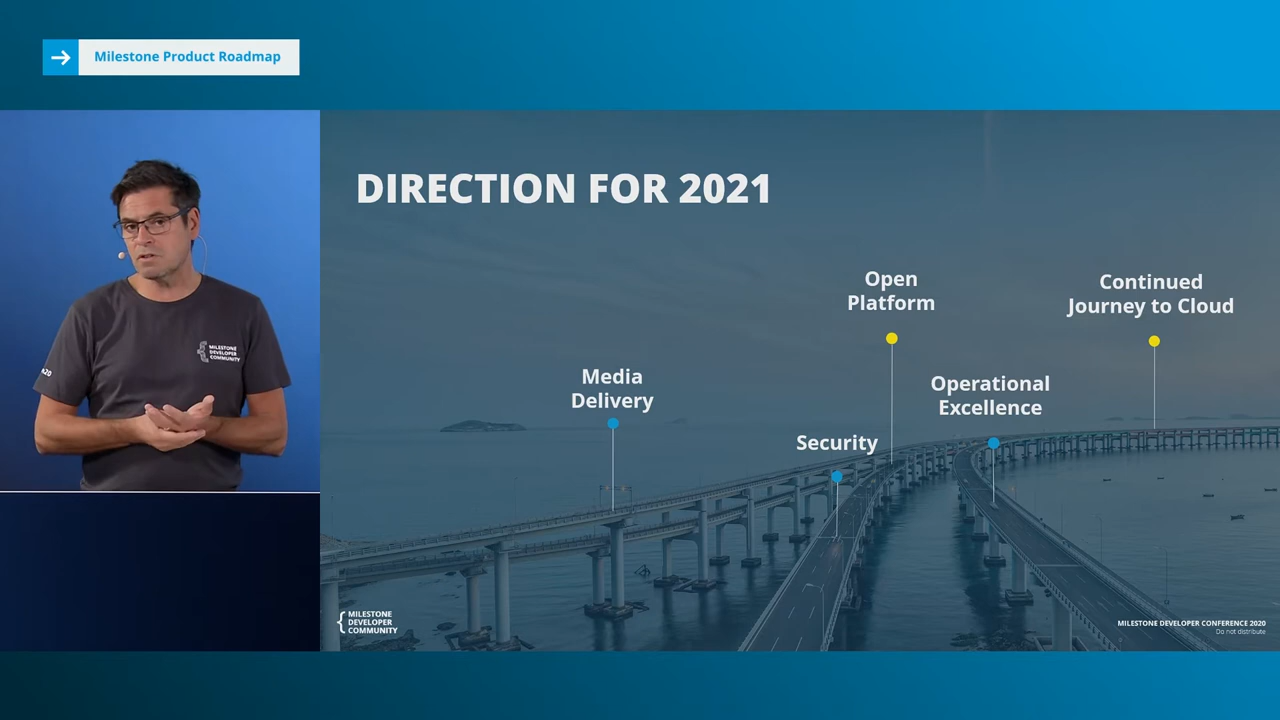 Milestone Product Roadmap
DIRECTION FOR 2021
Open
Platform
Continued
Journey to Cloud
Media
Delivery
Operational
Excellence
Security
MILESTONE
DEVELOPER
COMMUNITY
MILESTONE
DEVELOPER
COMMUNITY
MILESTONE DEVELOPER CONFERENCE 2020
Do not distribute